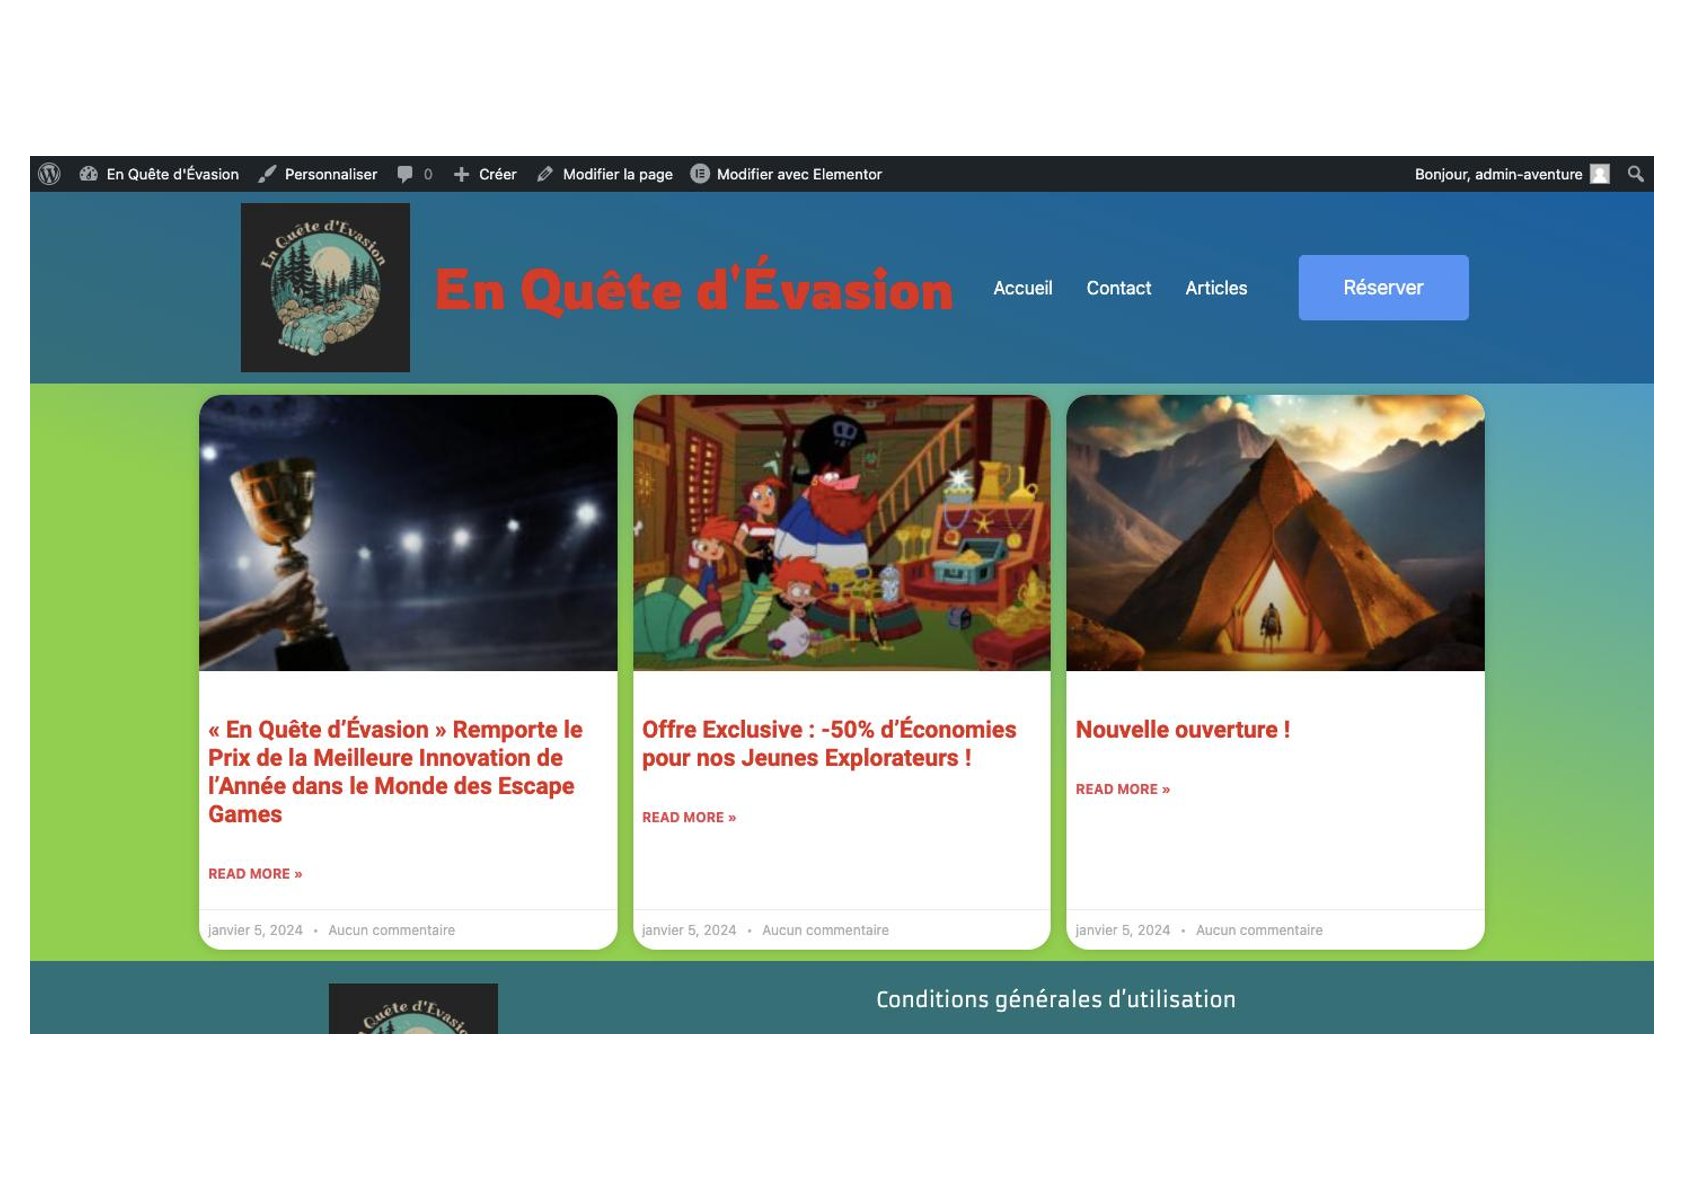 En Quête d'Évasion Personnaliser 0 Créer Modifier la page Modifier avec Elementor Bonjour, admin-aventure
En Quête d'Evasion
En Quête d'Évasion
Accueil Contact Articles Réserver
« En Quête d’Évasion » Remporte le
Prix de la Meilleure Innovation de
l’Année dans le Monde des Escape
Games
READ MORE »
janvier 5, 2024 • Aucun commentaire
Offre Exclusive : -50% d’Économies
pour nos Jeunes Explorateurs !
READ MORE »
janvier 5, 2024 • Aucun commentaire
Nouvelle ouverture !
READ MORE »
janvier 5, 2024 • Aucun commentaire
Quête d'Evasio
Conditions générales d’utilisation